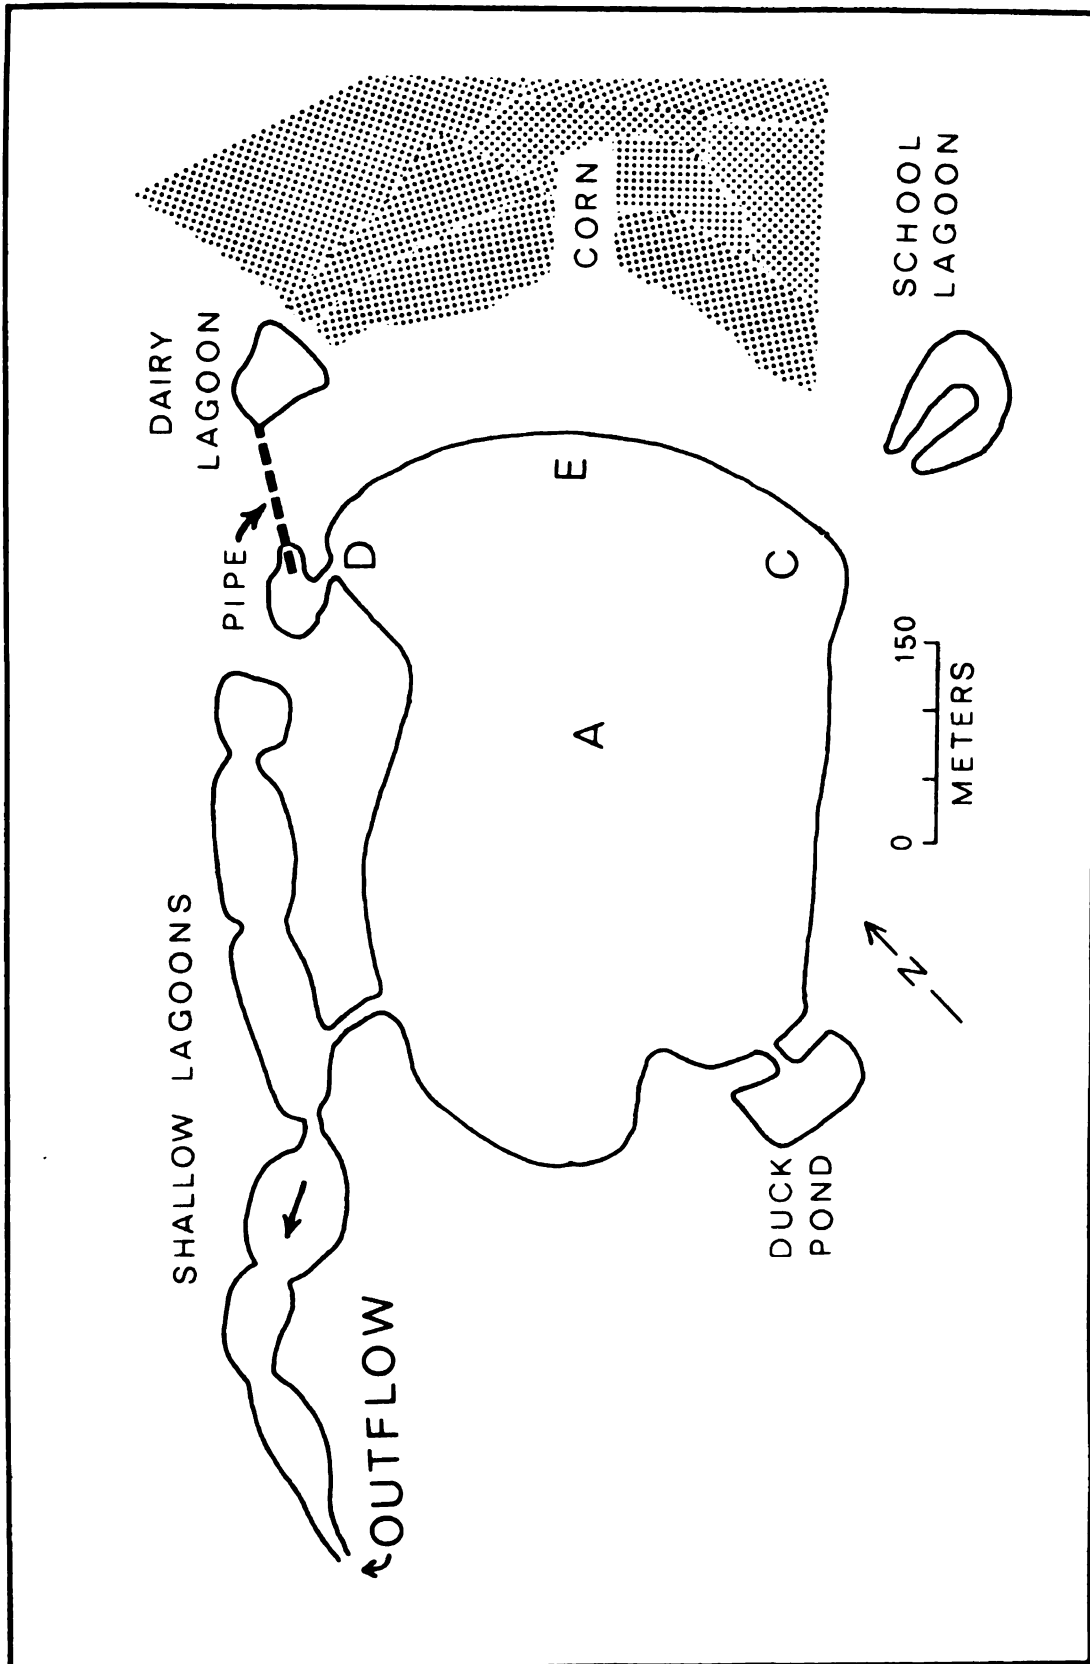 DAIRY
LAGOON
PIPE
SHALLOW LAGOONS
CORN
SCHOOL
LAGOON
D
E
C
A
0 150
METERS
N
DUCK
POND
OUTFLOW